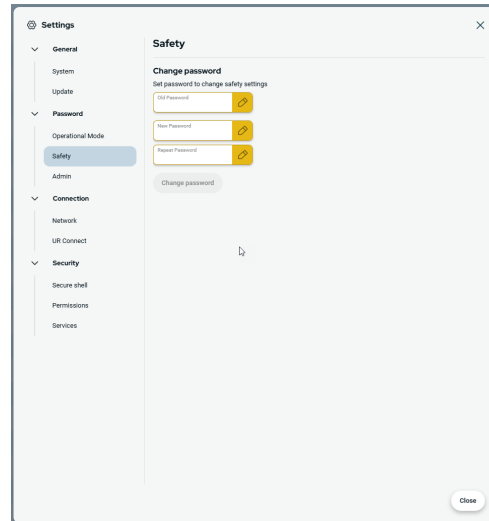 Settings
General
System
Update
Password
Operational Mode
Safety
Admin
Connection
Network
UR Connect
Security
Secure shell
Permissions
Services
Safety
Change password
Set password to change safety settings
Old Password
New Password
Repeat Password
Change password
Close